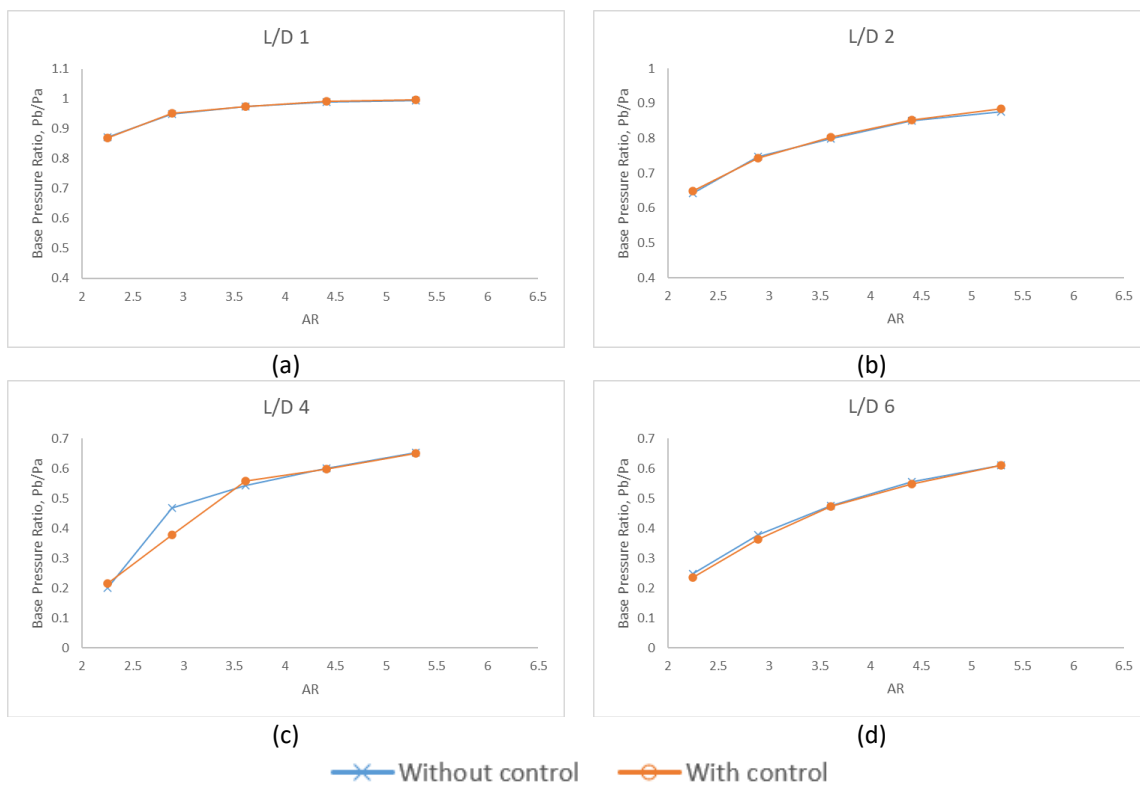 L/D 1
Base Pressure Ratio, Pb/Pa
1.1
1
0.9
0.8
0.7
0.6
0.5
0.4
2 2.5 3 3.5 4 4.5 5 5.5 6 6.5
AR
(a)
L/D 2
Base Pressure Ratio, Pb/Pa
1
0.9
0.8
0.7
0.6
0.5
0.4
2 2.5 3 3.5 4 4.5 5 5.5 6 6.5
AR
(b)
L/D 4
Base Pressure Ratio, Pb/Pa
0.7
0.6
0.5
0.4
0.3
0.2
0.1
0
2 2.5 3 3.5 4 4.5 5 5.5 6 6.5
AR
(c)
L/D 6
Base Pressure Ratio, Pb/Pa
0.7
0.6
0.5
0.4
0.3
0.2
0.1
0
2 2.5 3 3.5 4 4.5 5 5.5 6 6.5
AR
(d)
Without control With control